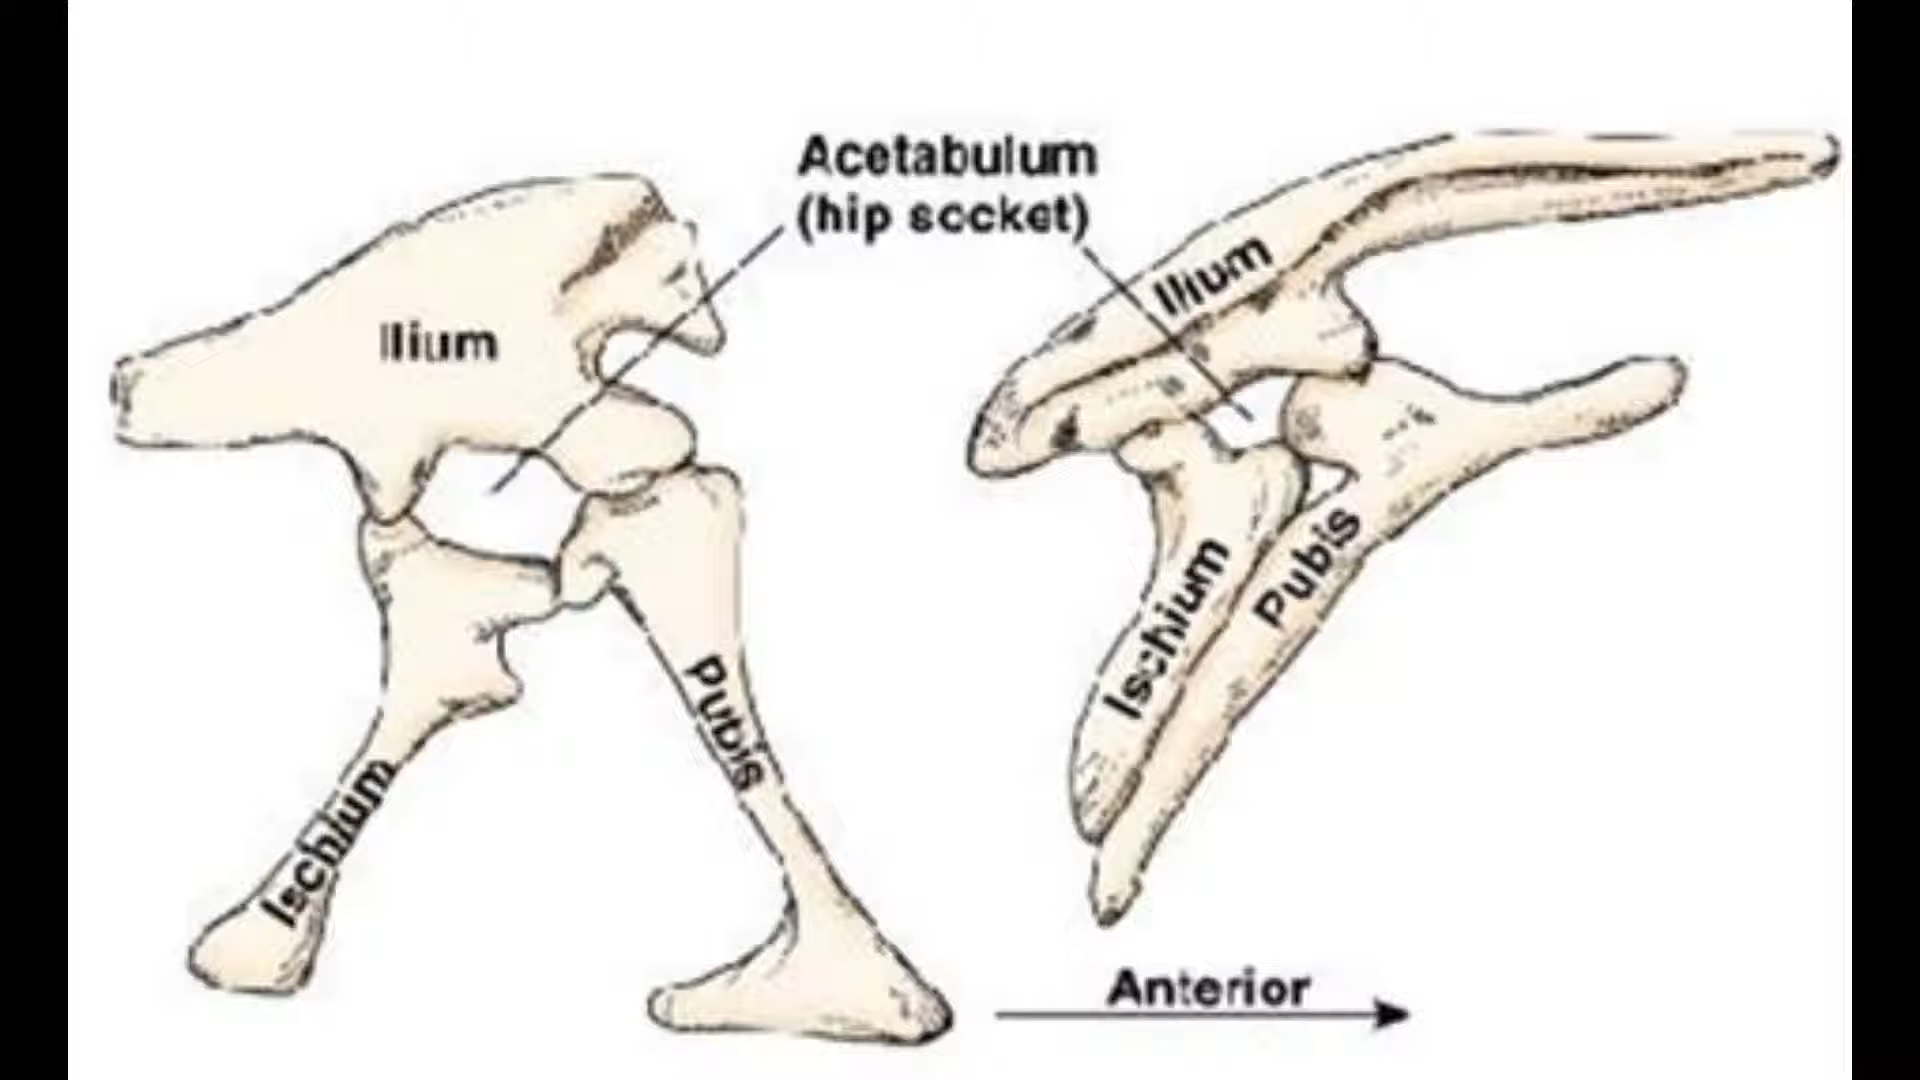 Acetabulum
(hip socket)
Ilium
Ilium
Pubis
Ischium
Ischium
Pubis
Anterior